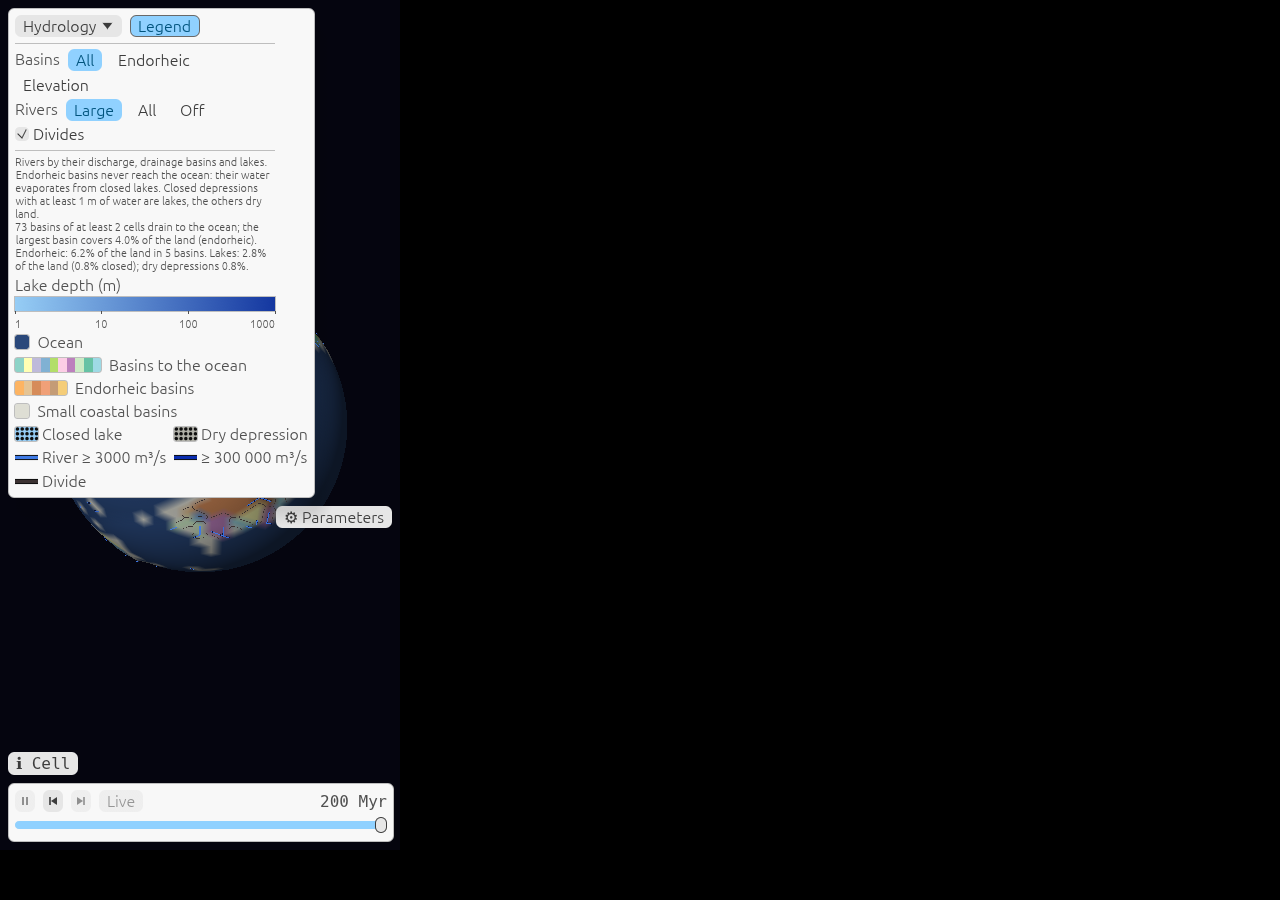 Hydrology ▼ Legend
Basins All Endorheic
Elevation
Rivers Large All Off
Divides
Rivers by their discharge, drainage basins and lakes.
Endorheic basins never reach the ocean: their water
evaporates from closed lakes. Closed depressions
with at least 1 m of water are lakes, the others dry
land.
73 basins of at least 2 cells drain to the ocean; the
largest basin covers 4.0% of the land (endorheic).
Endorheic: 6.2% of the land in 5 basins. Lakes: 2.8%
of the land (0.8% closed); dry depressions 0.8%.
Lake depth (m)
1 10 100 1000
Ocean
Basins to the ocean
Endorheic basins
Small coastal basins
Closed lake Dry depression
River ≥ 3000 m³/s ≥ 300 000 m³/s
Divide
⚙ Parameters
ℹ Cell
Live 200 Myr